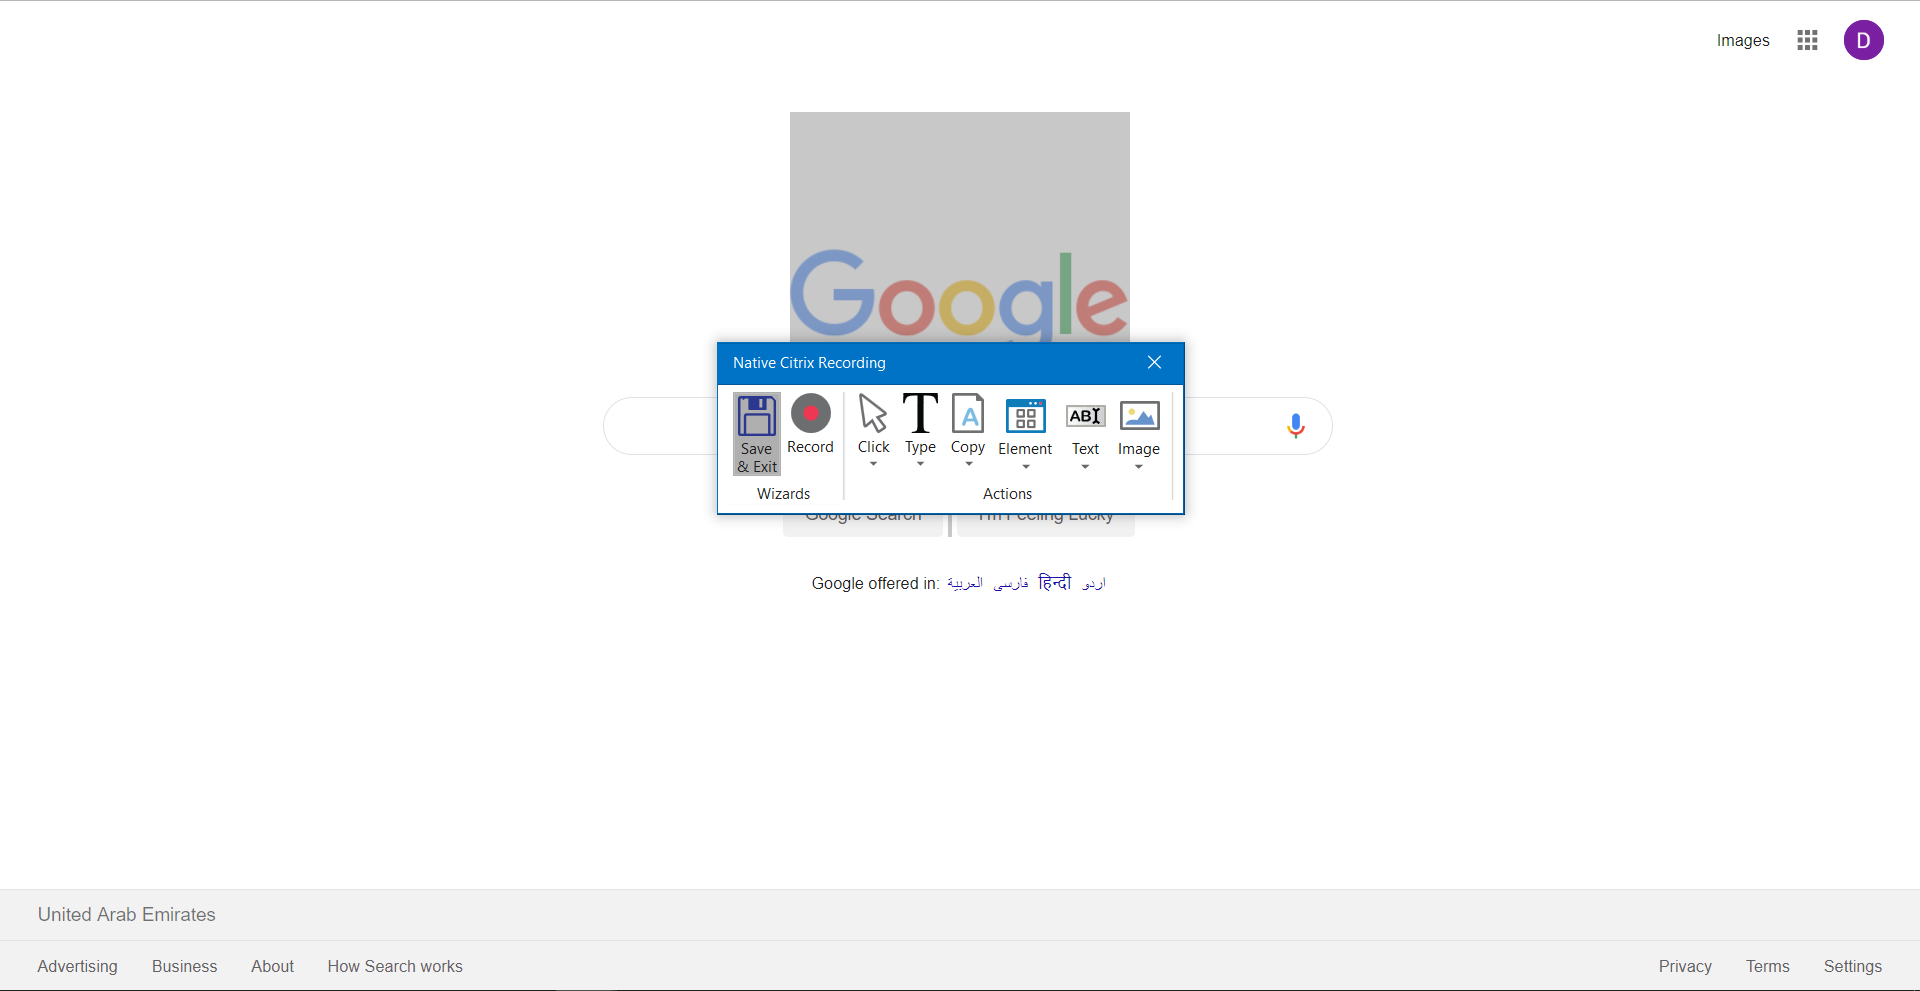 Images
D
Google
Native Citrix Recording
Save
& Exit
Record
Click
Type
Copy
Element
Text
Image
A
ABI
Wizards
Actions
Google Search
I'm Feeling Lucky
Google offered in: العربية فارسی हिन्दी اردو
United Arab Emirates
Advertising Business About How Search works
Privacy Terms Settings